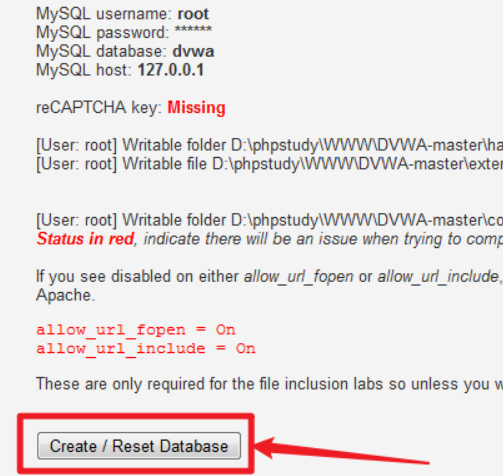 MySQL username: root
MySQL password: ******
MySQL database: dvwa
MySQL host: 127.0.0.1
reCAPTCHA key: Missing
[User: root] Writable folder D:\phpstudy\WWW\DVWA-master\ha
[User: root] Writable file D:\phpstudy\WWW\DVWA-master\exter
[User: root] Writable folder D:\phpstudy\WWW\DVWA-master\co
Status in red, indicate there will be an issue when trying to comp
If you see disabled on either allow_url_fopen or allow_url_include,
Apache.
allow_url_fopen = On
allow_url_include = On
These are only required for the file inclusion labs so unless you w
Create / Reset Database